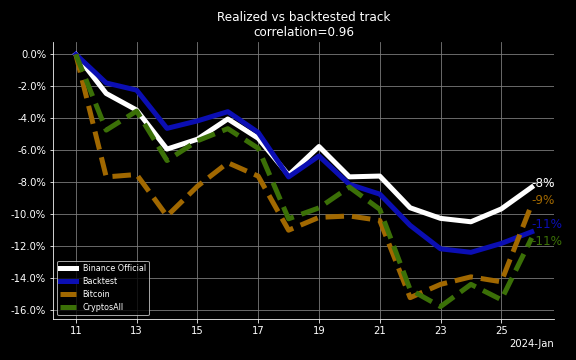 Realized vs backtested track
correlation=0.96
0.0%
-2.0%
-4.0%
-6.0%
-8.0%
-10.0%
-12.0%
-14.0%
-16.0%
-8%
-9%
-11%
-11%
Binance Official
Backtest
Bitcoin
CryptosAll
11 13 15 17 19 21 23 25
2024-Jan